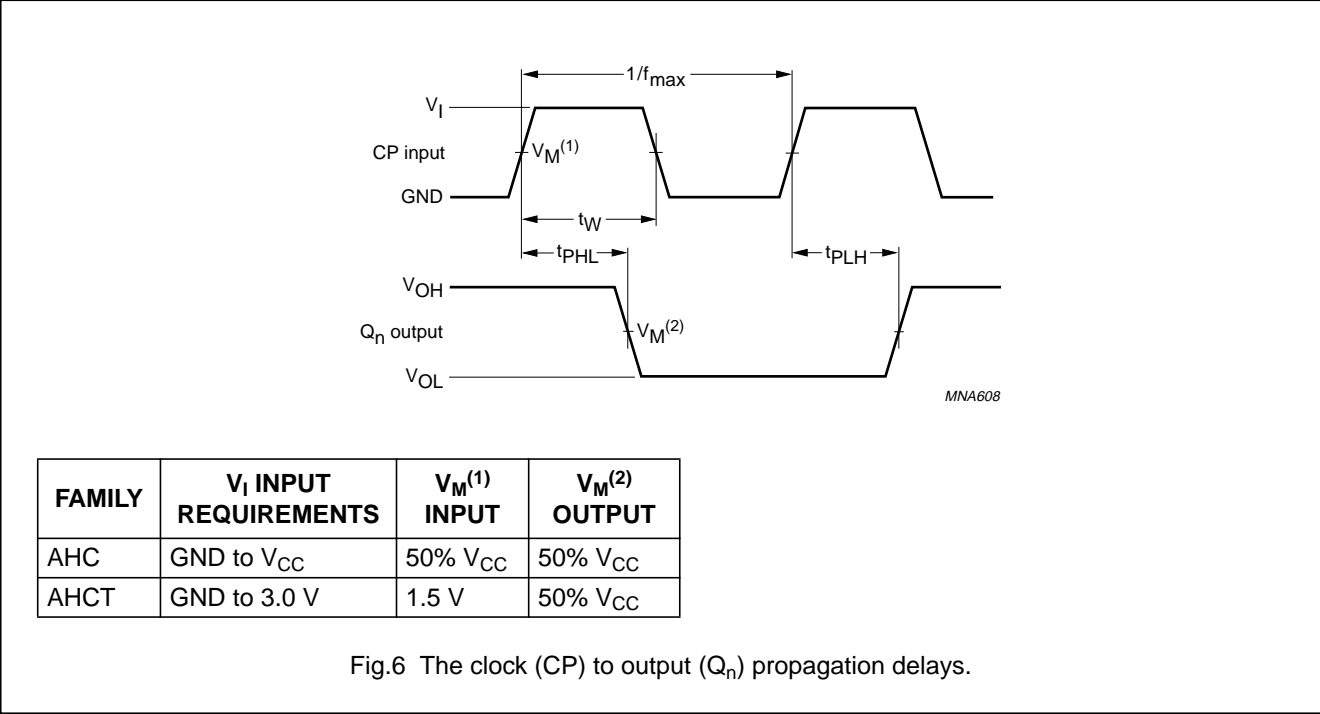 1/fmax
VI
CP input
VM(1)
GND
tW
tPHL
tPLH
VOH
Qn output
VM(2)
VOL
MNA608
FAMILY VI INPUT REQUIREMENTS VM(1) INPUT VM(2) OUTPUT
AHC GND to VCC 50% VCC 50% VCC
AHCT GND to 3.0 V 1.5 V 50% VCC
Fig.6 The clock (CP) to output (Qn) propagation delays.